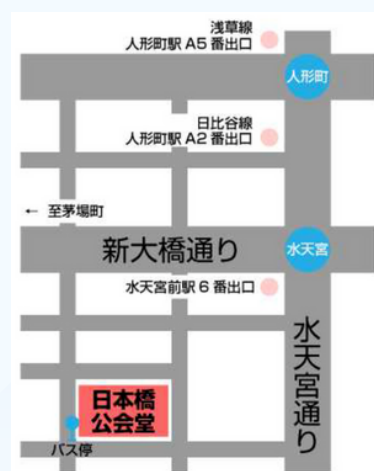 浅草線
人形町駅 A5 番出口
人形町
日比谷線
人形町駅 A2 番出口
← 至茅場町
新大橋通り
水天宮
水天宮前駅 6 番出口
水天宮通り
日本橋
公会堂
バス停